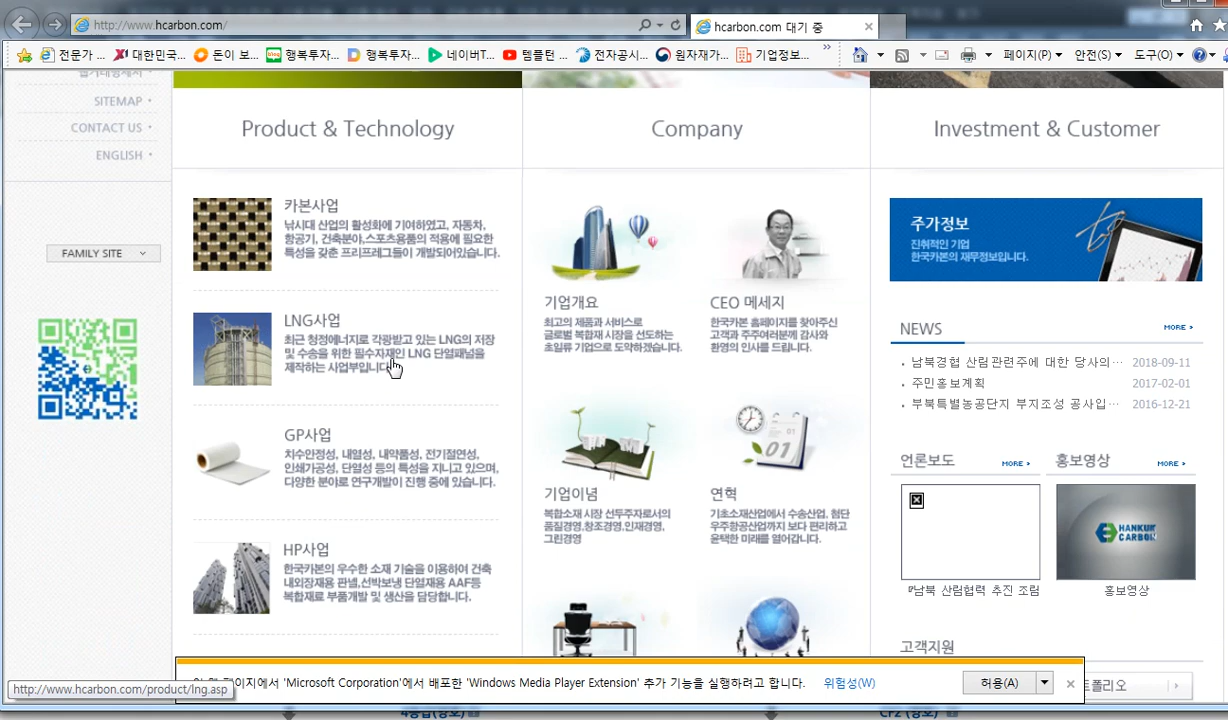 http://www.hcarbon.com/
hcarbon.com 대기 중
전문가 ...
대한민국...
돈이 보...
행복투자...
행복투자...
네이버T...
템플턴 ...
전자공시...
원자재가...
기업정보...
페이지(P)
안전(S)
도구(O)
SITEMAP
CONTACT US
ENGLISH
FAMILY SITE
Product & Technology
카본사업
낚시대 산업의 활성화에 기여하였고, 자동차,
항공기, 건축분야,스포츠용품의 적용에 필요한
특성을 갖춘 프리프레그들이 개발되어있습니다.
LNG사업
최근 청정에너지로 각광받고 있는 LNG의 저장
및 수송을 위한 필수자재인 LNG 단열패널을
제작하는 사업부입니다
GP사업
치수안정성, 내열성, 내약품성, 전기절연성,
인쇄가공성, 단열성 등의 특성을 지니고 있으며,
다양한 분야로 연구개발이 진행 중에 있습니다.
HP사업
한국카본의 우수한 소재 기술을 이용하여 건축
내외장재용 판넬,선박보냉 단열재용 AAF등
복합재료 부품개발 및 생산을 담당합니다.
Company
기업개요
최고의 제품과 서비스로
글로벌 복합재 시장을 선도하는
초일류 기업으로 도약하겠습니다.
CEO 메세지
한국카본 홈페이지를 찾아주신
고객과 주주여러분께 감사와
환영의 인사를 드립니다.
기업이념
복합소재 시장 선두주자로서의
품질경영,창조경영,인재경영,
그린경영
연혁
기초소재산업에서 수송산업, 첨단
우주항공산업까지 보다 편리하고
윤택한 미래를 열어갑니다.
Investment & Customer
주가정보
진취적인 기업
한국카본의 재무정보입니다.
NEWS
MORE
남북경협 산림관련주에 대한 당사의… 2018-09-11
주민홍보계획 2017-02-01
부북특별농공단지 부지조성 공사입… 2016-12-21
언론보도
MORE
홍보영상
MORE
HANKUK
CARBON
『남북 산림협력 추진 조림
홍보영상
고객지원
트폴리오
페이지에서 'Microsoft Corporation'에서 배포한 'Windows Media Player Extension' 추가 기능을 실행하려고 합니다.
위험성(W)
허용(A)
http://www.hcarbon.com/product/lng.asp